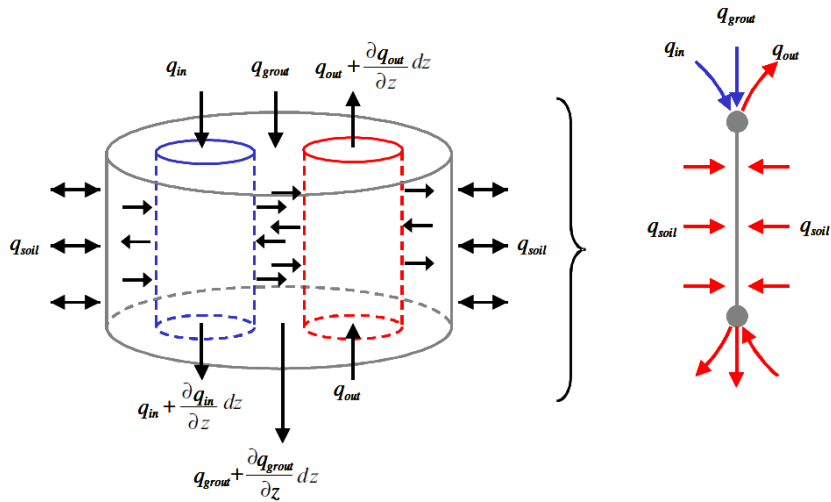 q_in
q_grout
q_out + ∂q_out/∂z dz
q_soil
q_soil
q_in + ∂q_in/∂z dz
q_out
q_grout + ∂q_grout/∂z dz
q_grout
q_in
q_out
q_soil
q_soil